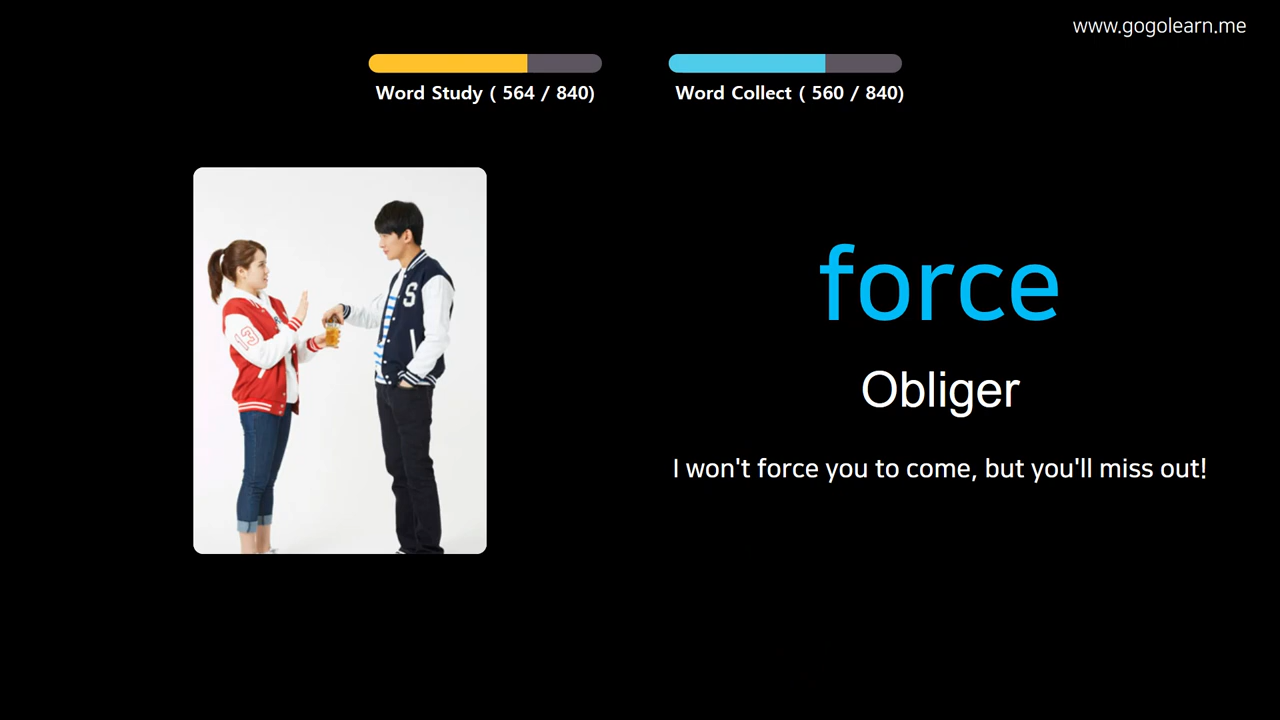 www.gogolearn.me
Word Study ( 564 / 840)
Word Collect ( 560 / 840)
S
13
force
Obliger
I won't force you to come, but you'll miss out!